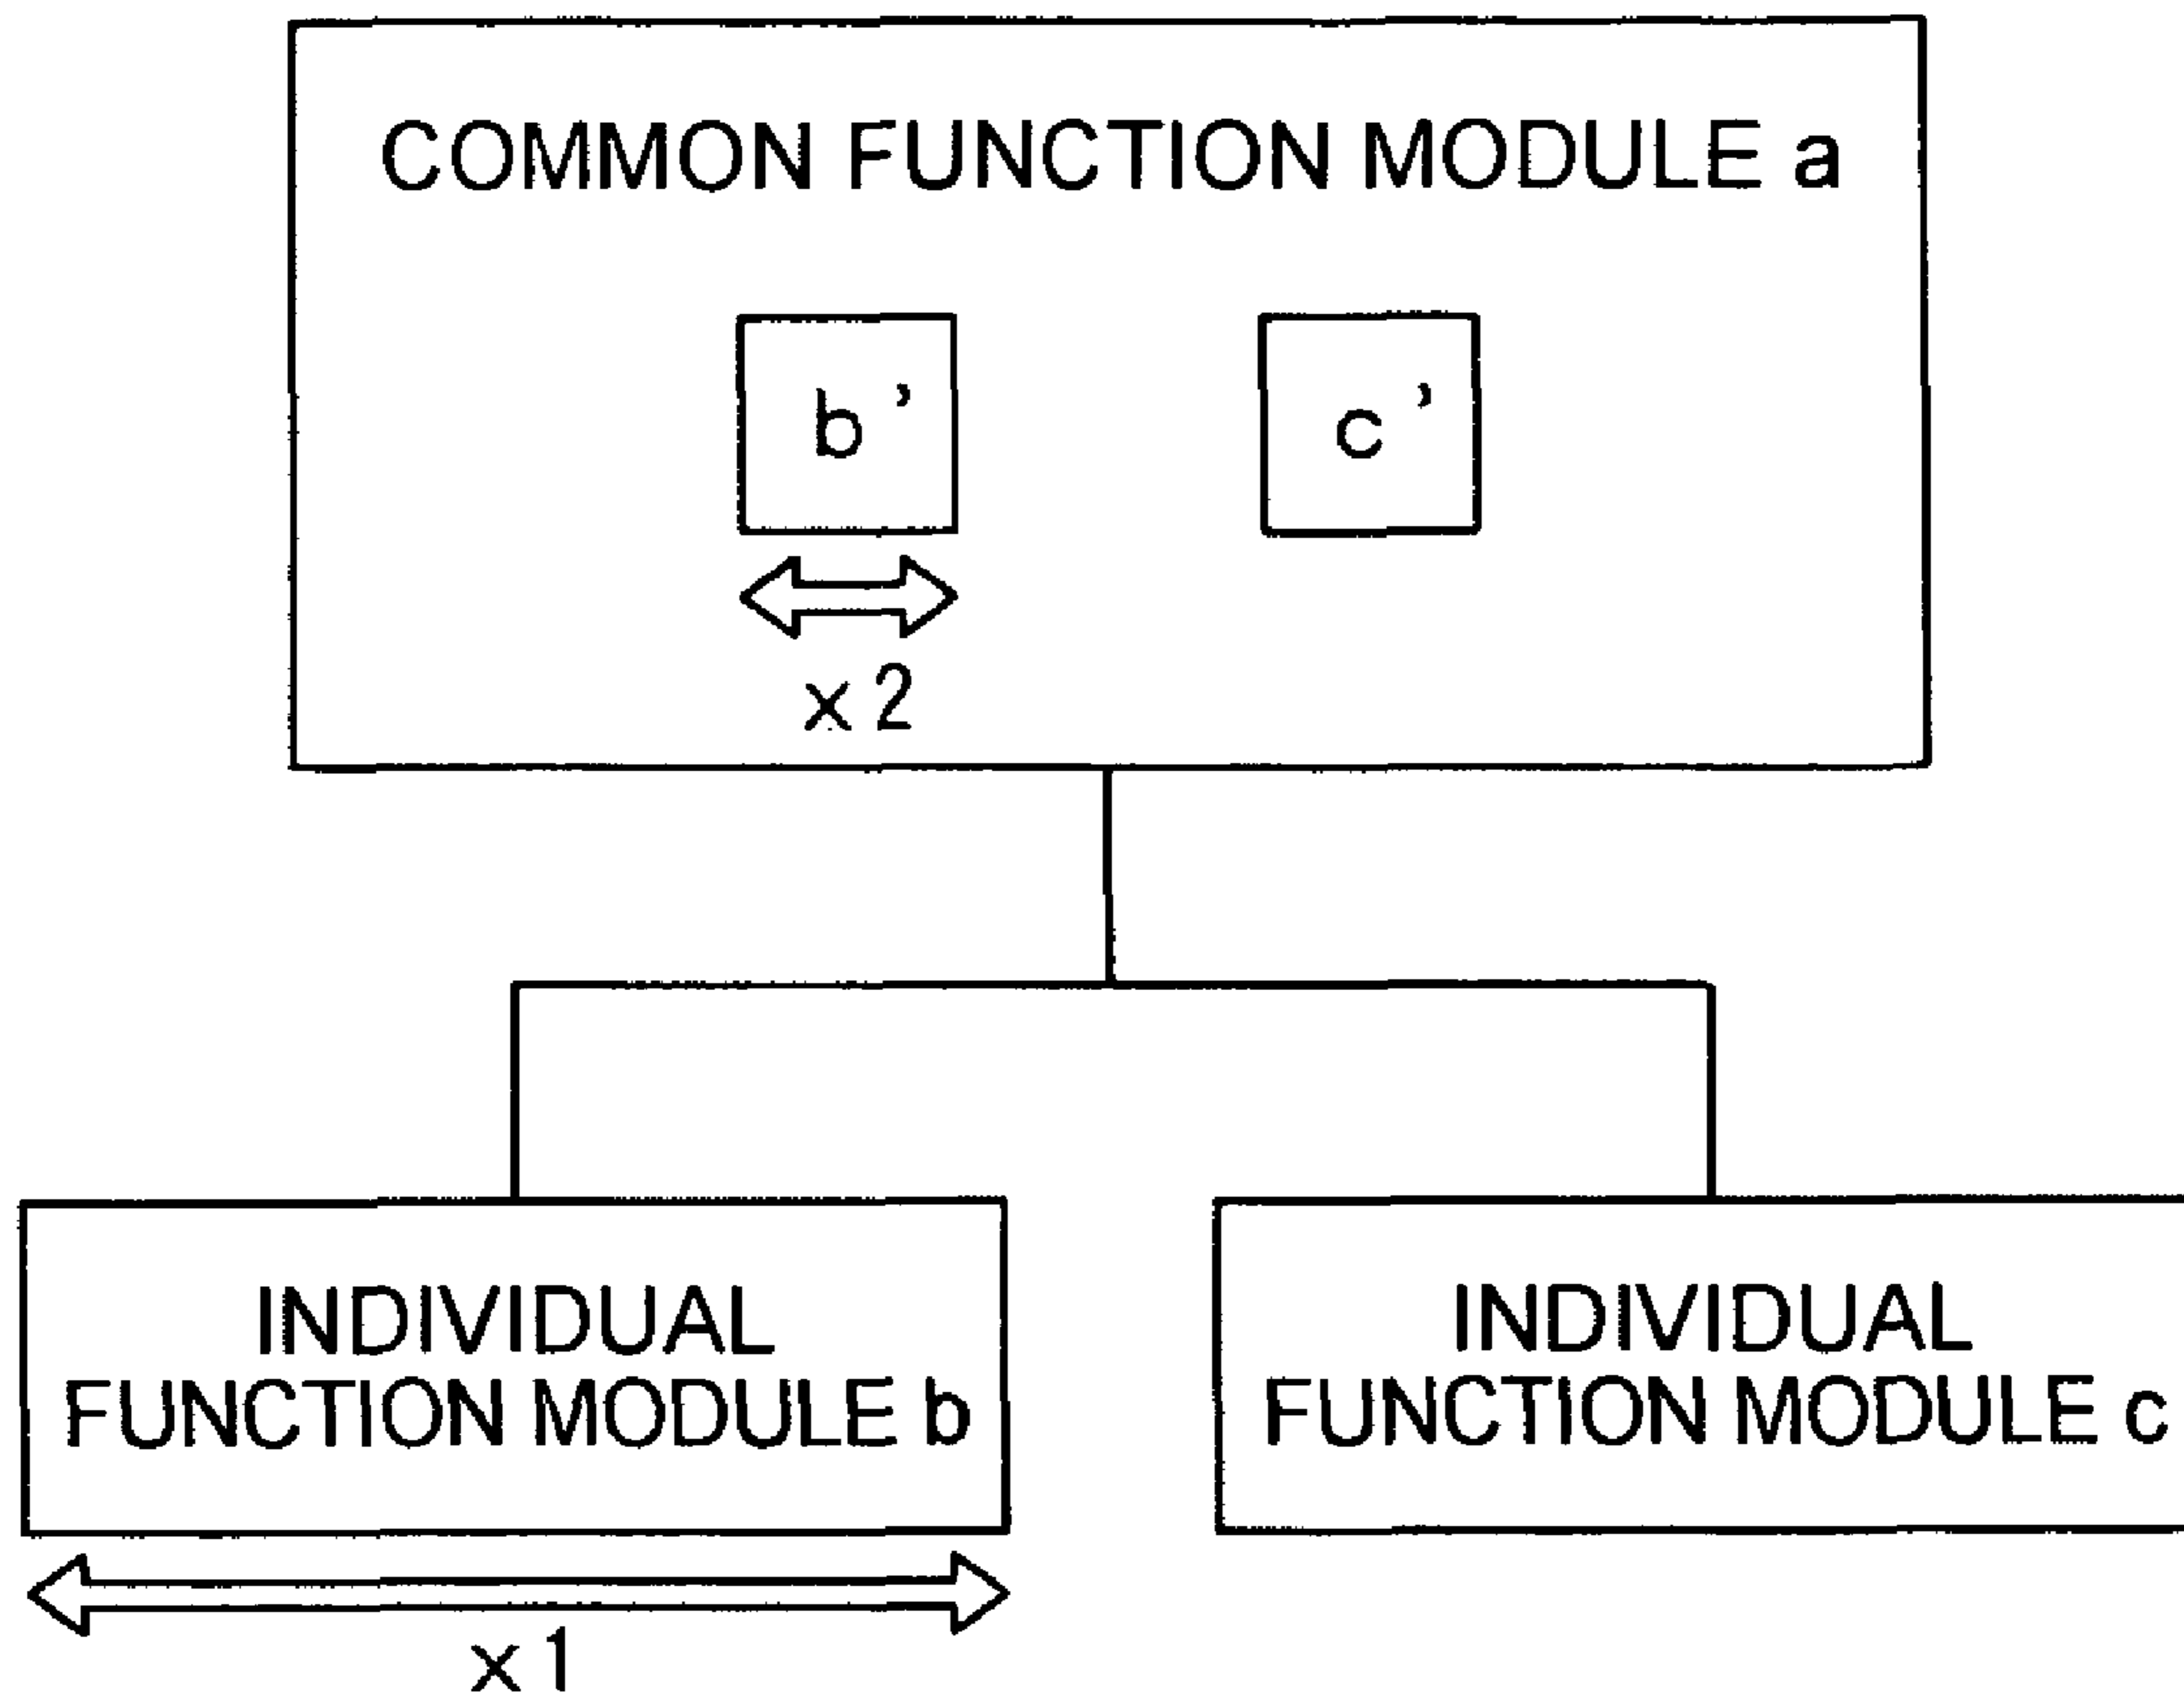 COMMON FUNCTION MODULE a
b' c'
x2
INDIVIDUAL
FUNCTION MODULE b
INDIVIDUAL
FUNCTION MODULE c
x1